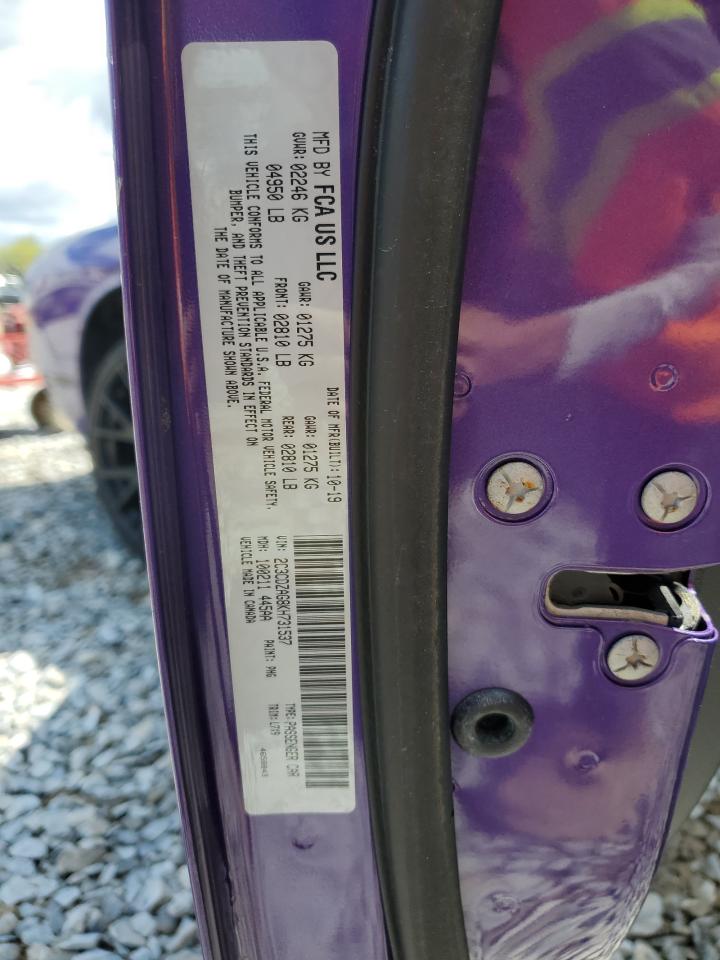 MFD BY FCA US LLC
DATE OF MFR(BUILT): 10-19
GVWR: 02246 KG
GAWR: 01275 KG
GAWR: 01275 KG
04950 LB
FRONT: 02810 LB
REAR: 02810 LB
THIS VEHICLE CONFORMS TO ALL APPLICABLE U.S.A. FEDERAL MOTOR VEHICLE SAFETY,
BUMPER, AND THEFT PREVENTION STANDARDS IN EFFECT ON
THE DATE OF MANUFACTURE SHOWN ABOVE.
VIN: 2C3CDZAG8KH731537
TYPE: PASSENGER CAR
MDH: 100211 445AA
PAINT: PHG
TRIM: L7X9
VEHICLE MADE IN CANADA